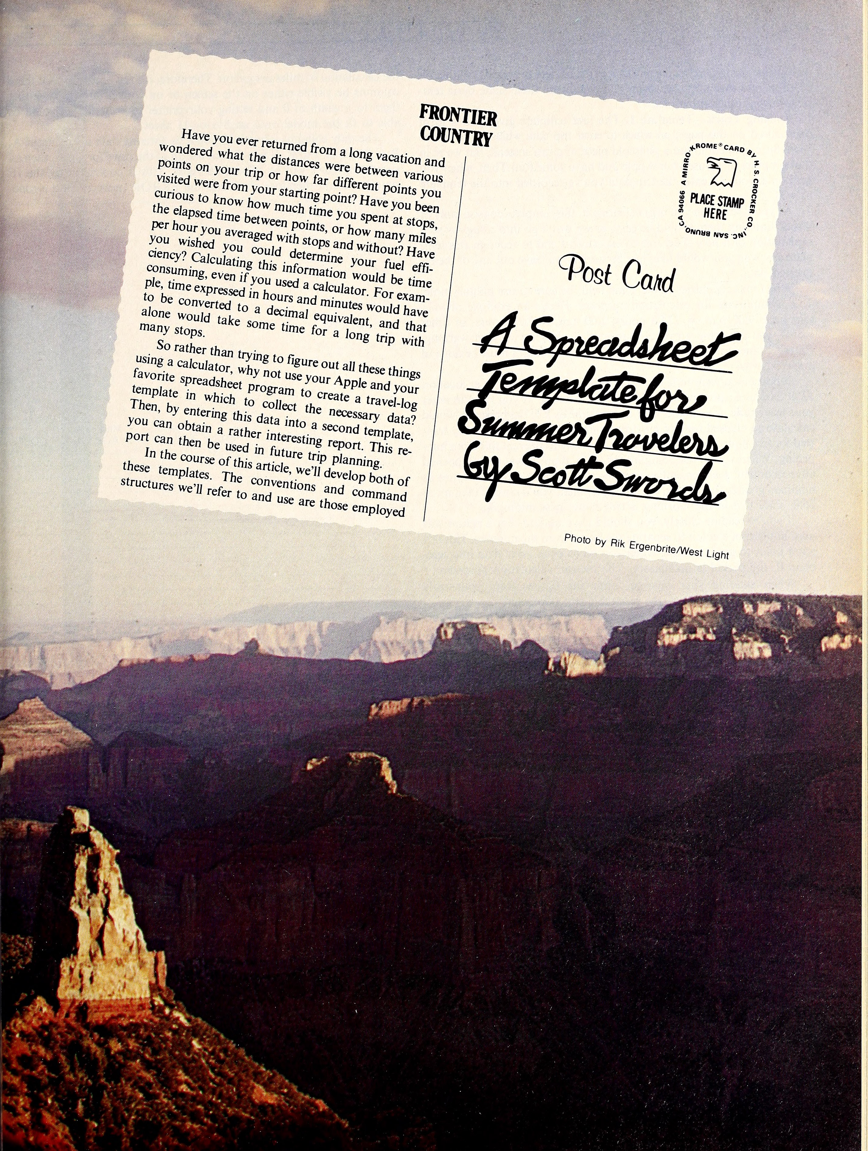 FRONTIER
COUNTRY
Have you ever returned from a long vacation and
wondered what the distances were between various
points on your trip or how far different points you
visited were from your starting point? Have you been
curious to know how much time you spent at stops,
the elapsed time between points, or how many miles
per hour you averaged with stops and without? Have
you wished you could determine your fuel effi-
ciency? Calculating this information would be time
consuming, even if you used a calculator. For exam-
ple, time expressed in hours and minutes would have
to be converted to a decimal equivalent, and that
alone would take some time for a long trip with
many stops.
So rather than trying to figure out all these things
using a calculator, why not use your Apple and your
favorite spreadsheet program to create a travel-log
template in which to collect the necessary data?
Then, by entering this data into a second template,
you can obtain a rather interesting report. This re-
port can then be used in future trip planning.
In the course of this article, we'll develop both of
these templates. The conventions and command
structures we'll refer to and use are those employed
A MIRRO KROME® CARD BY H. S. CROCKER CO., INC. SAN BRUNO, CA 94066
PLACE STAMP
HERE
Post Card
A Spreadsheet
Template for
Summer Travelers
by Scott Swords
Photo by Rik Ergenbrite/West Light